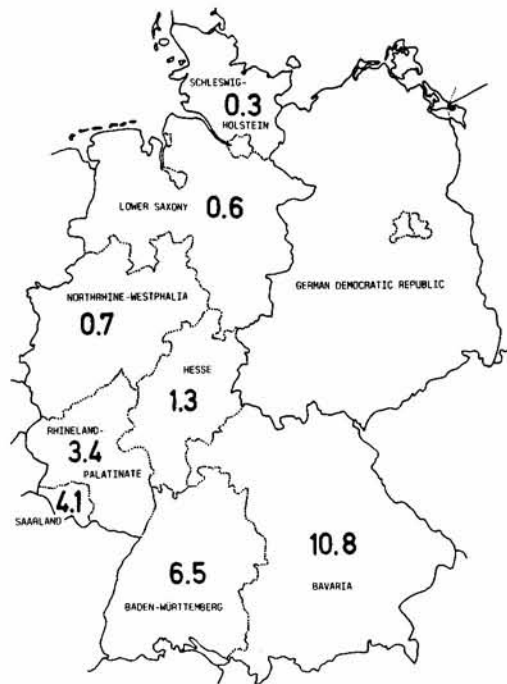 SCHLESWIG-
0.3
HOLSTEIN
LOWER SAXONY 0.6
GERMAN DEMOCRATIC REPUBLIC
NORTHRHINE-WESTPHALIA
0.7
HESSE
1.3
RHINELAND-
3.4
PALATINATE
4.1
SAARLAND
10.8
BAVARIA
6.5
BADEN-WÜRTTEMBERG